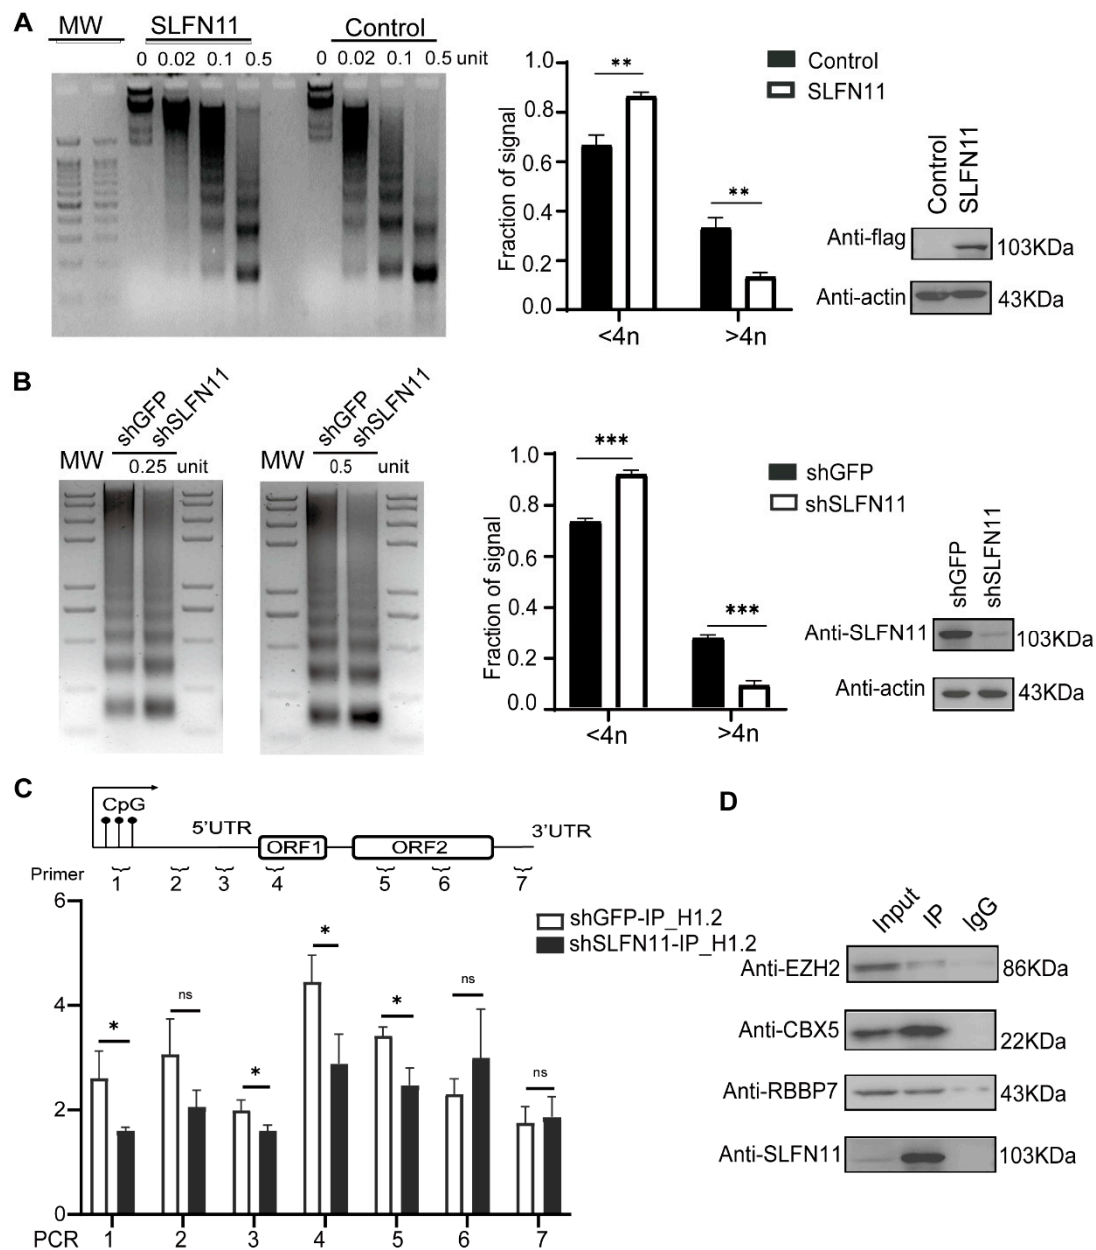 A
MW
SLFN11
Control
0 0.02 0.1 0.5
0 0.02 0.1 0.5 unit
Fraction of signal
1.0
0.8
0.6
0.4
0.2
0.0
**
**
<4n
>4n
Control
SLFN11
Control
SLFN11
Anti-flag
103KDa
Anti-actin
43KDa
B
shGFP
shSLFN11
MW
0.25 unit
shGFP
shSLFN11
MW
0.5 unit
Fraction of signal
1.0
0.8
0.6
0.4
0.2
0.0
***
***
<4n
>4n
shGFP
shSLFN11
shGFP
shSLFN11
Anti-SLFN11
103KDa
Anti-actin
43KDa
C
CpG
5'UTR
ORF1
ORF2
3'UTR
Primer
1 2 3 4 5 6 7
6
4
2
0
* ns * * * ns ns
shGFP-IP_H1.2
shSLFN11-IP_H1.2
PCR 1 2 3 4 5 6 7
D
Input
IP
IgG
Anti-EZH2
86KDa
Anti-CBX5
22KDa
Anti-RBBP7
43KDa
Anti-SLFN11
103KDa